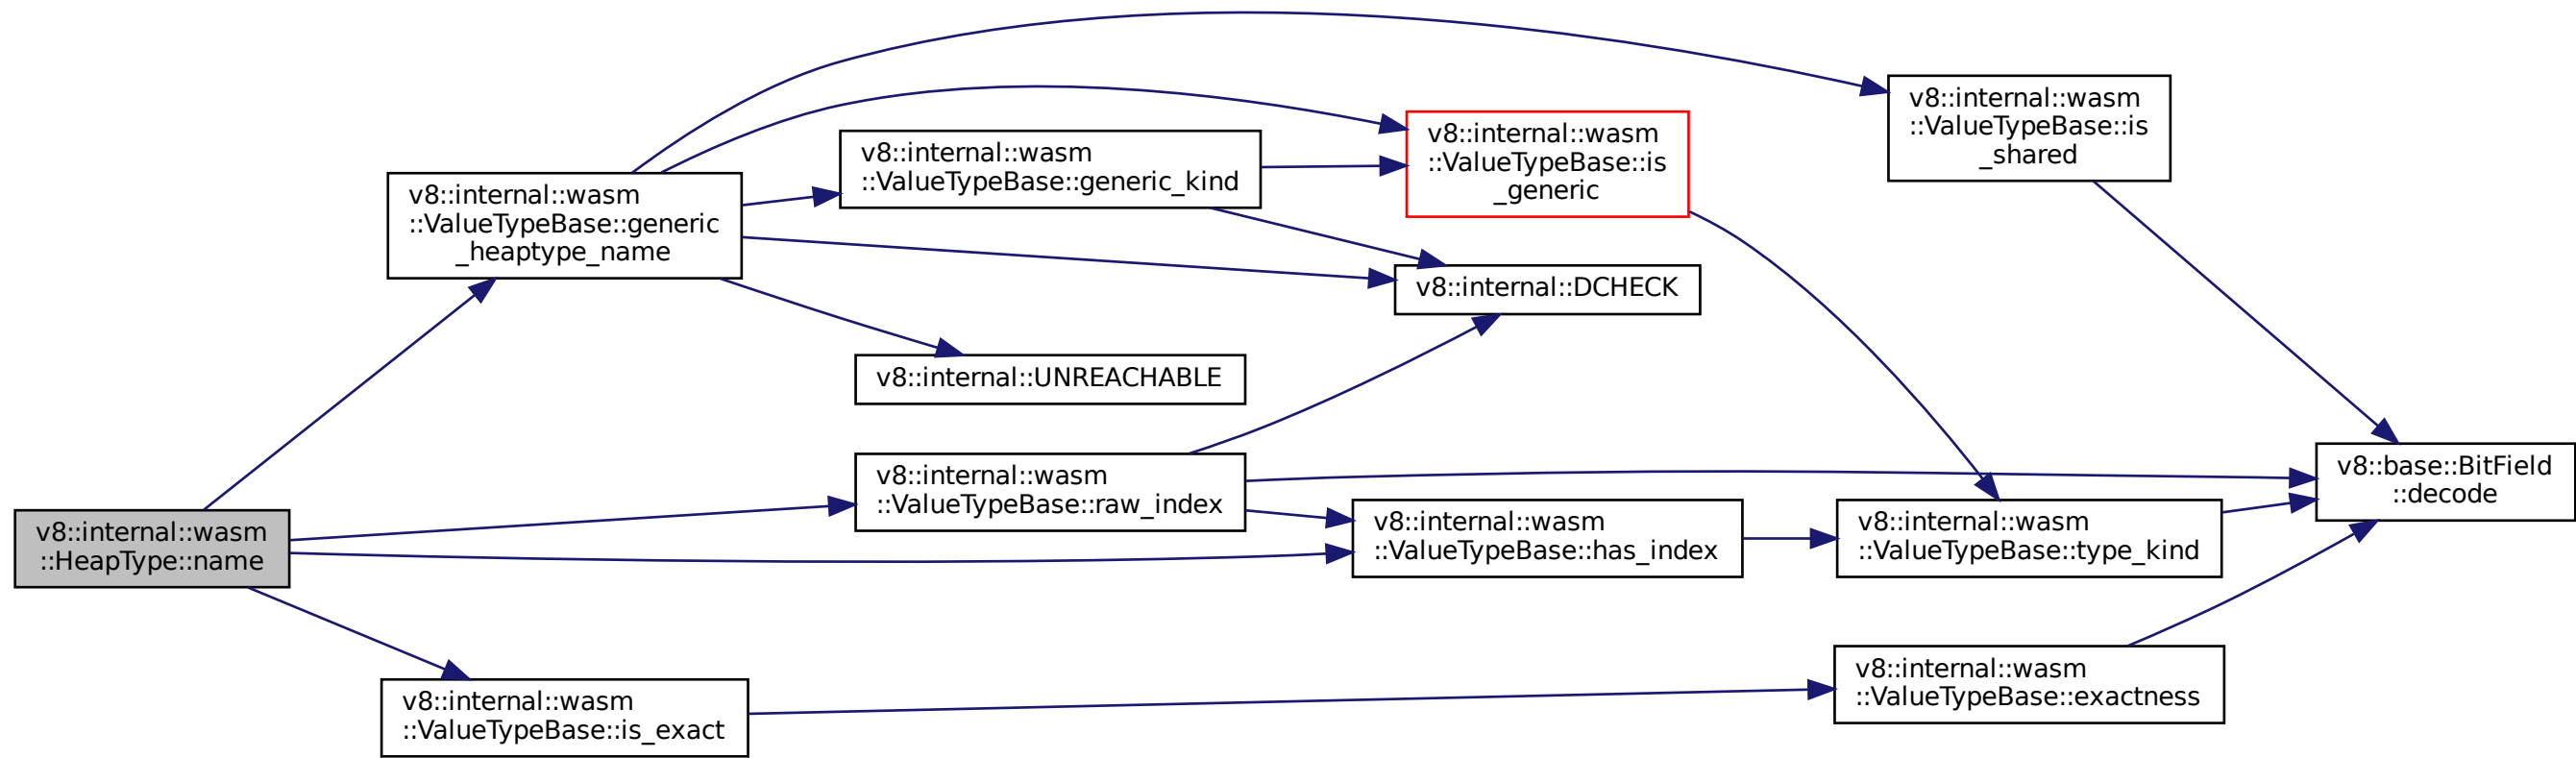 v8::internal::wasm
::HeapType::name
v8::internal::wasm
::ValueTypeBase::generic
_heaptype_name
v8::internal::wasm
::ValueTypeBase::generic_kind
v8::internal::wasm
::ValueTypeBase::is
_generic
v8::internal::wasm
::ValueTypeBase::is
_shared
v8::internal::DCHECK
v8::internal::UNREACHABLE
v8::internal::wasm
::ValueTypeBase::raw_index
v8::internal::wasm
::ValueTypeBase::has_index
v8::internal::wasm
::ValueTypeBase::type_kind
v8::base::BitField
::decode
v8::internal::wasm
::ValueTypeBase::is_exact
v8::internal::wasm
::ValueTypeBase::exactness